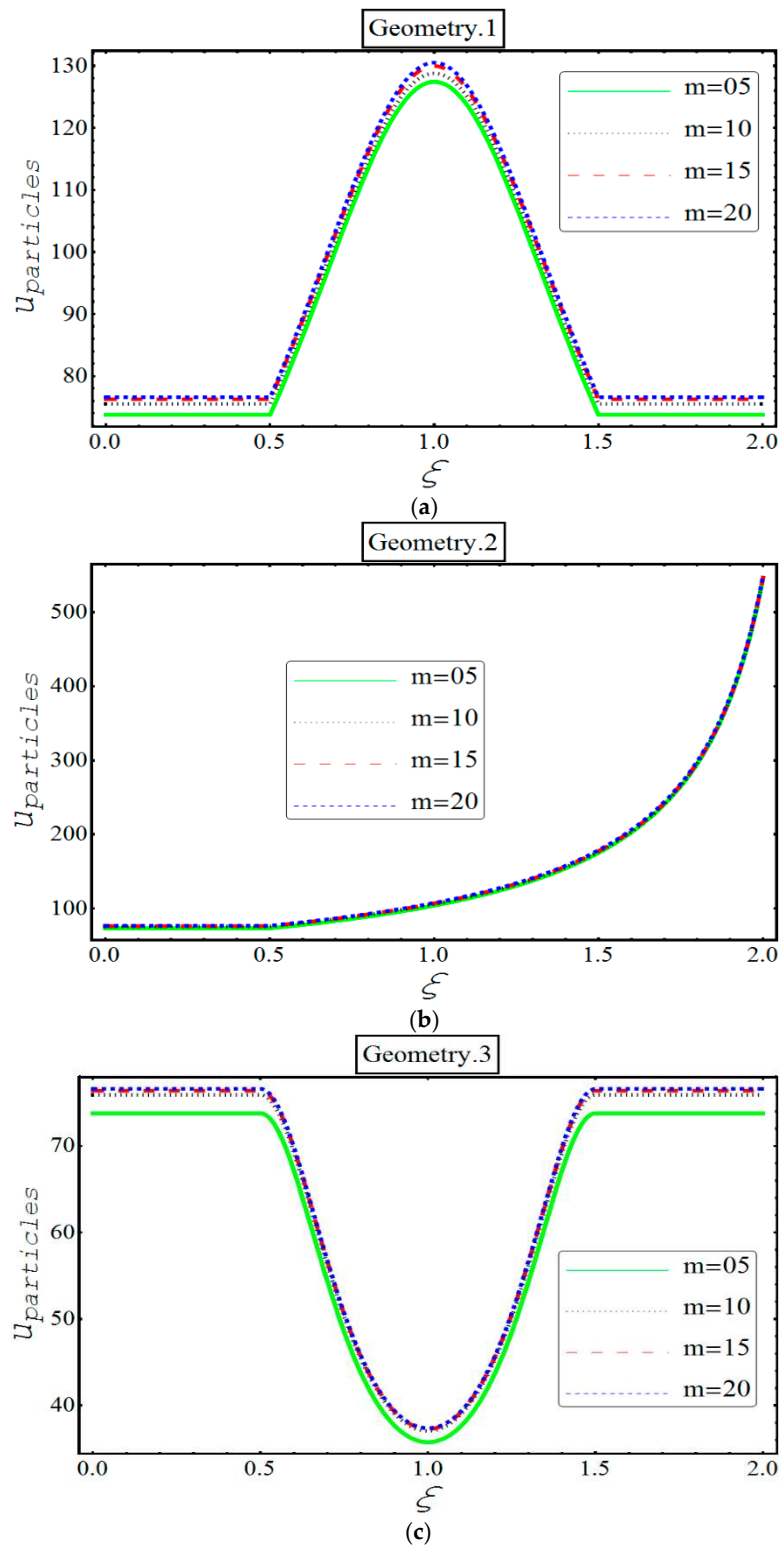 Geometry.1
130
120
110
100
90
80
u_particles
m=05
m=10
m=15
m=20
0.0 0.5 1.0 1.5 2.0
ξ
(a)
Geometry.2
500
400
300
200
100
u_particles
m=05
m=10
m=15
m=20
0.0 0.5 1.0 1.5 2.0
ξ
(b)
Geometry.3
70
60
50
40
u_particles
m=05
m=10
m=15
m=20
0.0 0.5 1.0 1.5 2.0
ξ
(c)